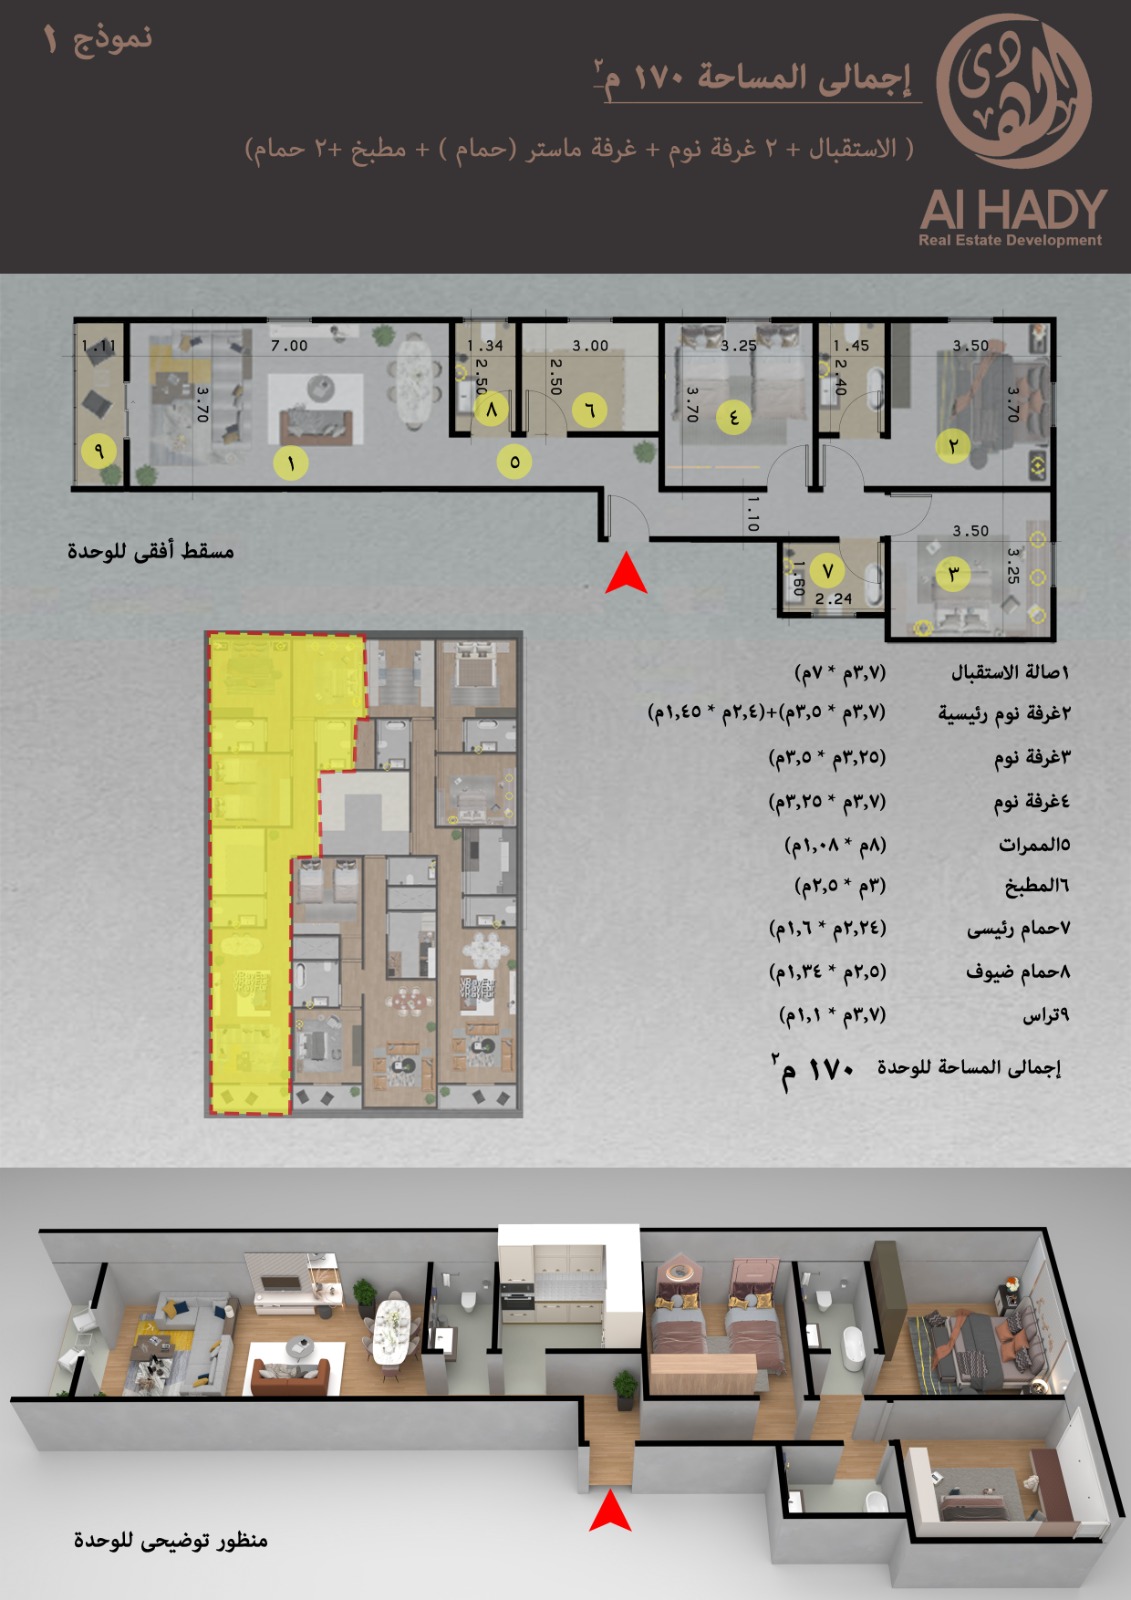 نموذج ١
إجمالى المساحة ١٧٠ م٢
( الاستقبال + ٢ غرفة نوم + غرفة ماستر (حمام ) + مطبخ +٢ حمام)
الهادى
Al HADY
Real Estate Development
1.11 7.00 1.34 3.00 3.25 1.45 3.50
3.70 2.50 2.50 3.70 2.40 3.70
٩ ١ ٨ ٥ ٦ ٤ ٢
1.10 3.50
3.25
1.60 ٧ ٣
2.24
مسقط أفقى للوحدة
١صالة الاستقبال (٣,٧م * ٧م)
٢غرفة نوم رئيسية (٣,٧م * ٣,٥م)+(٢,٤م * ١,٤٥م)
٣غرفة نوم (٣,٢٥م * ٣,٥م)
٤غرفة نوم (٣,٧م * ٣,٢٥م)
٥الممرات (٨م * ١,٠٨م)
٦المطبخ (٣م * ٢,٥م)
٧حمام رئيسى (٢,٢٤م * ١,٦م)
٨حمام ضيوف (٢,٥م * ١,٣٤م)
٩تراس (٣,٧م * ١,١م)
إجمالى المساحة للوحدة ١٧٠ م٢
منظور توضيحى للوحدة